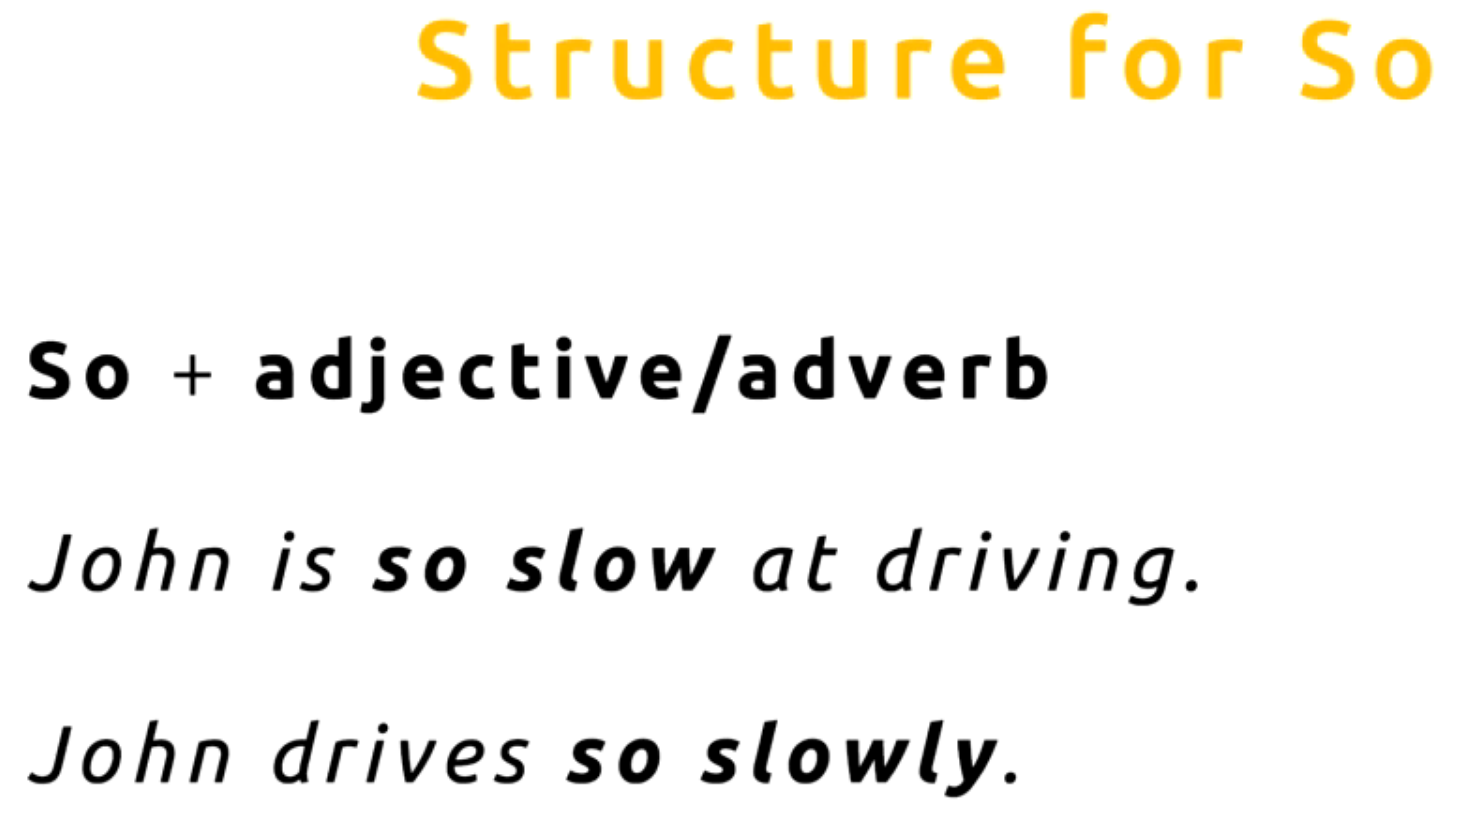 Structure for So
So + adjective/adverb
John is so slow at driving.
John drives so slowly.